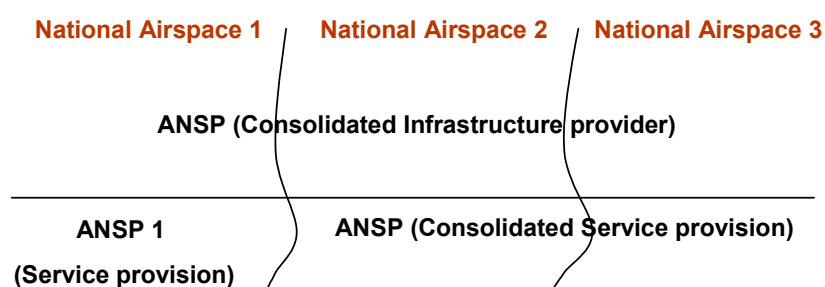 National Airspace 1 National Airspace 2 National Airspace 3
ANSP (Consolidated Infrastructure provider)
ANSP 1 ANSP (Consolidated Service provision)
(Service provision)